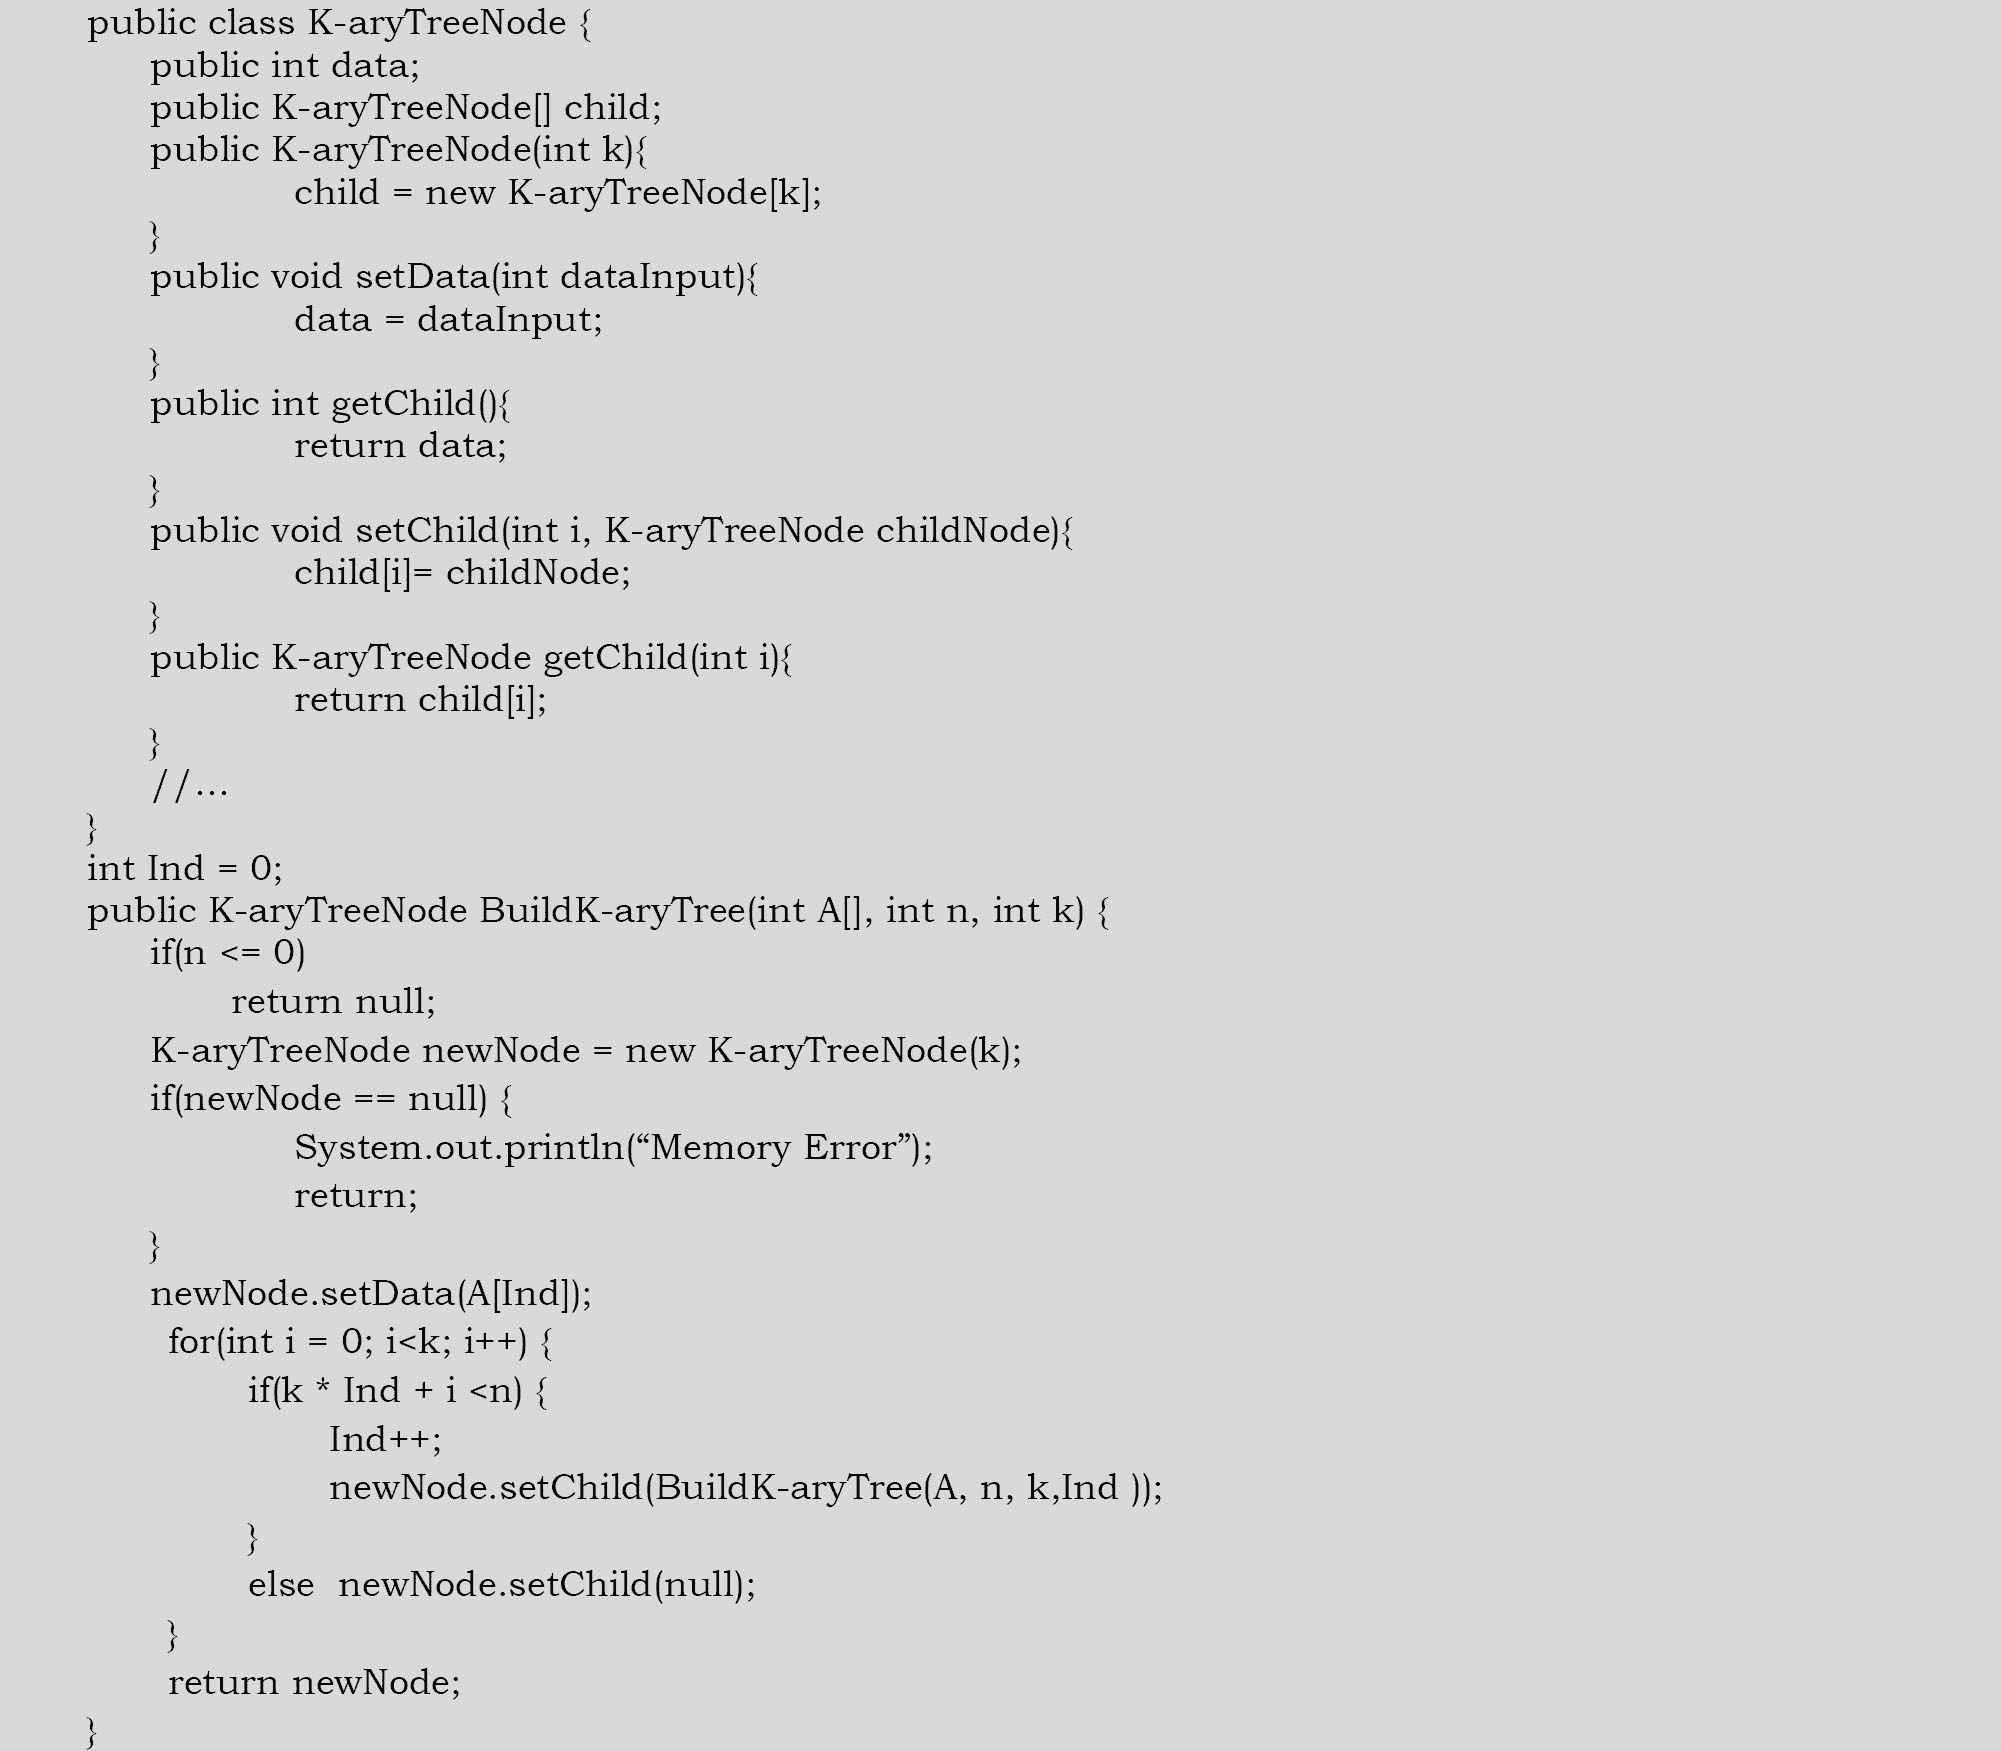 public class K-aryTreeNode {
public int data;
public K-aryTreeNode[] child;
public K-aryTreeNode(int k){
child = new K-aryTreeNode[k];
}
public void setData(int dataInput){
data = dataInput;
}
public int getChild(){
return data;
}
public void setChild(int i, K-aryTreeNode childNode){
child[i]= childNode;
}
public K-aryTreeNode getChild(int i){
return child[i];
}
//...
}
int Ind = 0;
public K-aryTreeNode BuildK-aryTree(int A[], int n, int k) {
if(n <= 0)
return null;
K-aryTreeNode newNode = new K-aryTreeNode(k);
if(newNode == null) {
System.out.println(“Memory Error”);
return;
}
newNode.setData(A[Ind]);
for(int i = 0; i<k; i++) {
if(k * Ind + i <n) {
Ind++;
newNode.setChild(BuildK-aryTree(A, n, k,Ind ));
}
else  newNode.setChild(null);
}
return newNode;
}